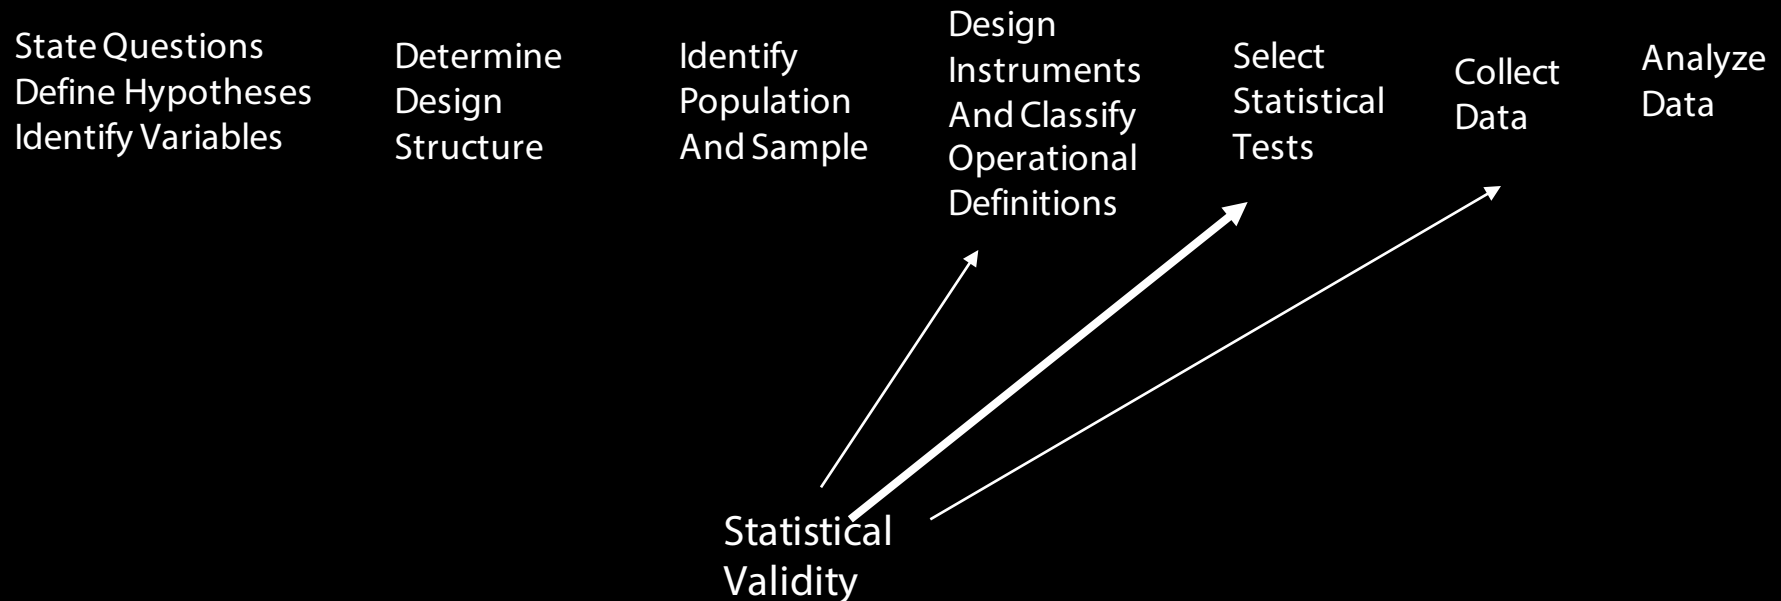 State Questions
Define Hypotheses
Identify Variables
Determine
Design
Structure
Identify
Population
And Sample
Design
Instruments
And Classify
Operational
Definitions
Select
Statistical
Tests
Collect
Data
Analyze
Data
Statistical
Validity